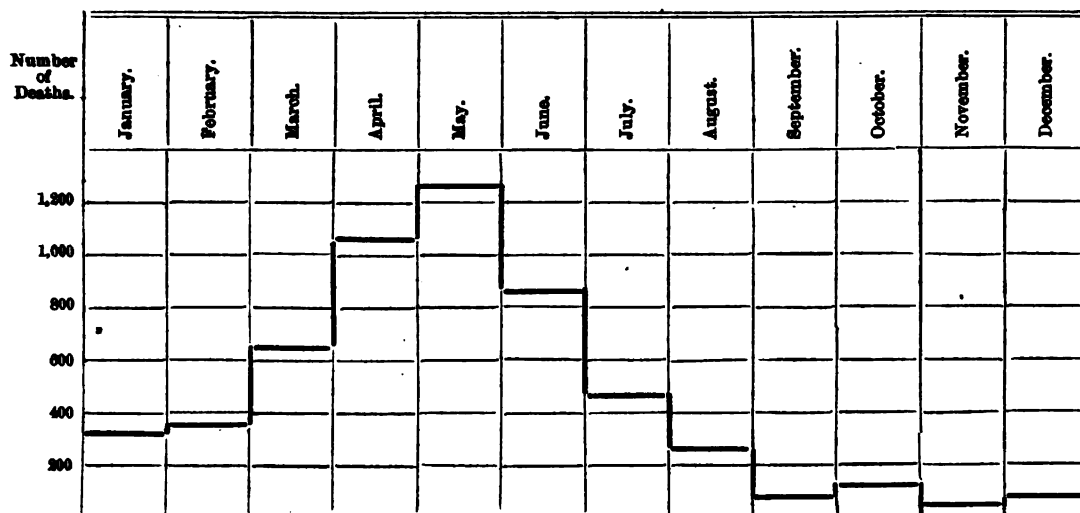 Number
of
Deaths.
January.
February.
March.
April.
May.
June.
July.
August.
September.
October.
November.
December.
1,200
1,000
800
600
400
200